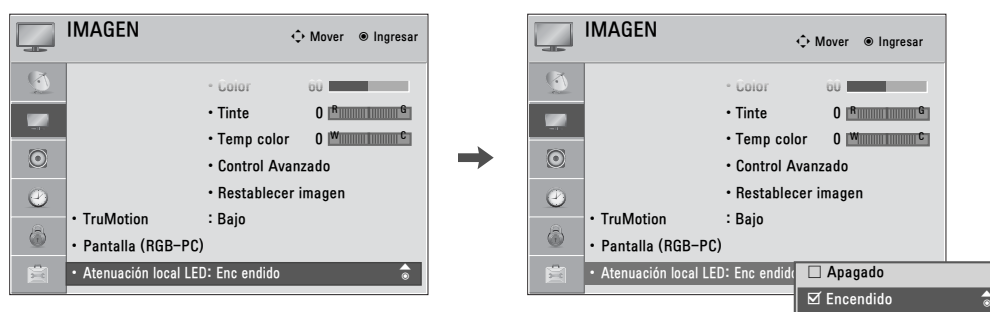 IMAGEN
Mover Ingresar
• Color 60
• Tinte 0 R G
• Temp color 0 W C
• Control Avanzado
• Restablecer imagen
• TruMotion : Bajo
• Pantalla (RGB-PC)
• Atenuación local LED: Enc endido
IMAGEN
Mover Ingresar
• Color 60
• Tinte 0 R G
• Temp color 0 W C
• Control Avanzado
• Restablecer imagen
• TruMotion : Bajo
• Pantalla (RGB-PC)
• Atenuación local LED: Enc endido
☐ Apagado
☑ Encendido